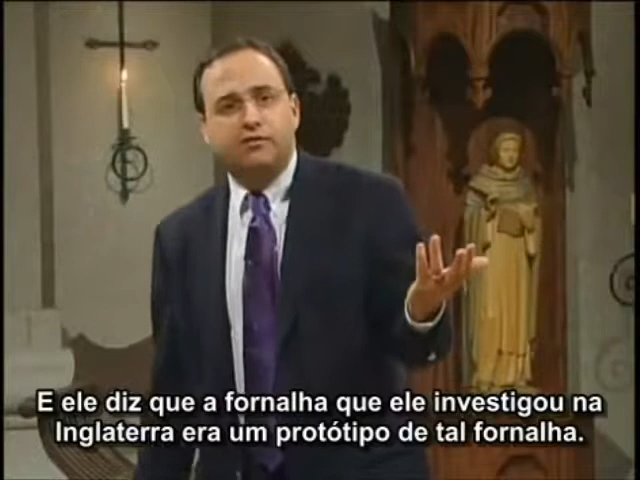 E ele diz que a fornalha que ele investigou na
Inglaterra era um protótipo de tal fornalha.